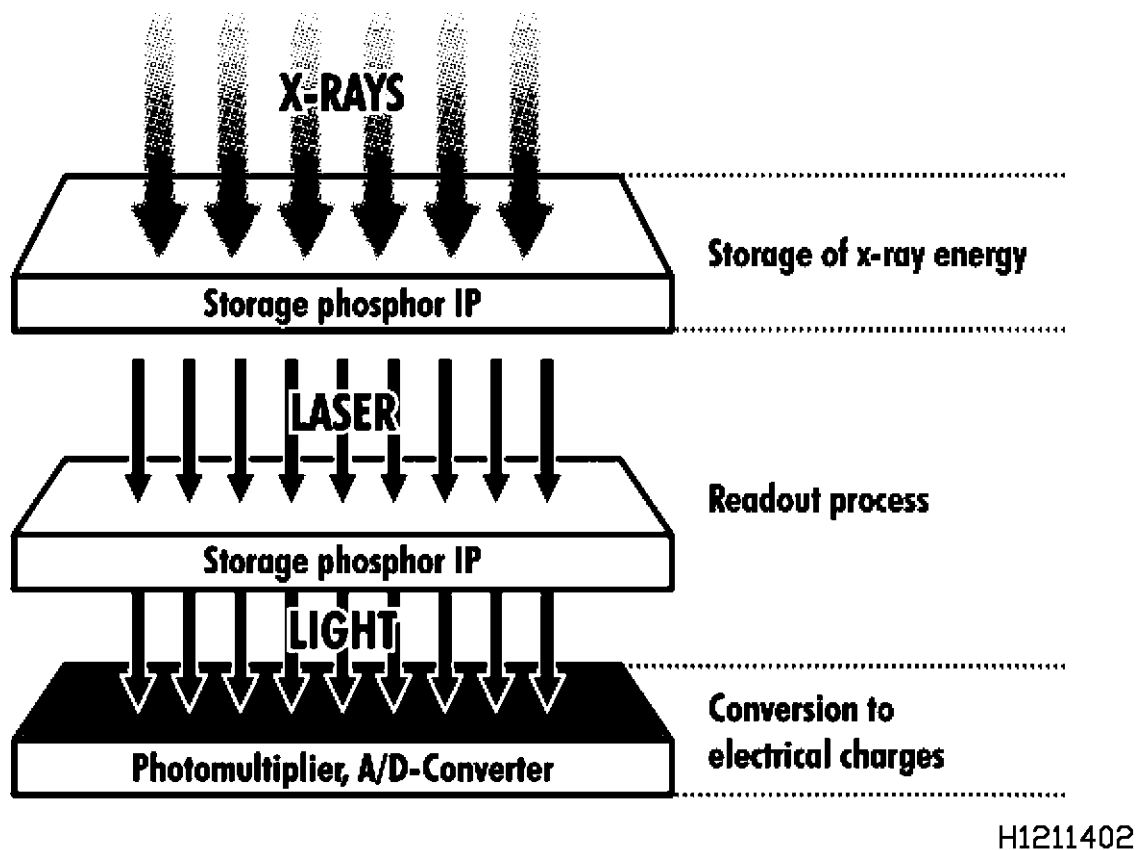 X-RAYS
Storage of x-ray energy
Storage phosphor IP
LASER
Readout process
Storage phosphor IP
LIGHT
Conversion to
electrical charges
Photomultiplier, A/D-Converter
H1211402